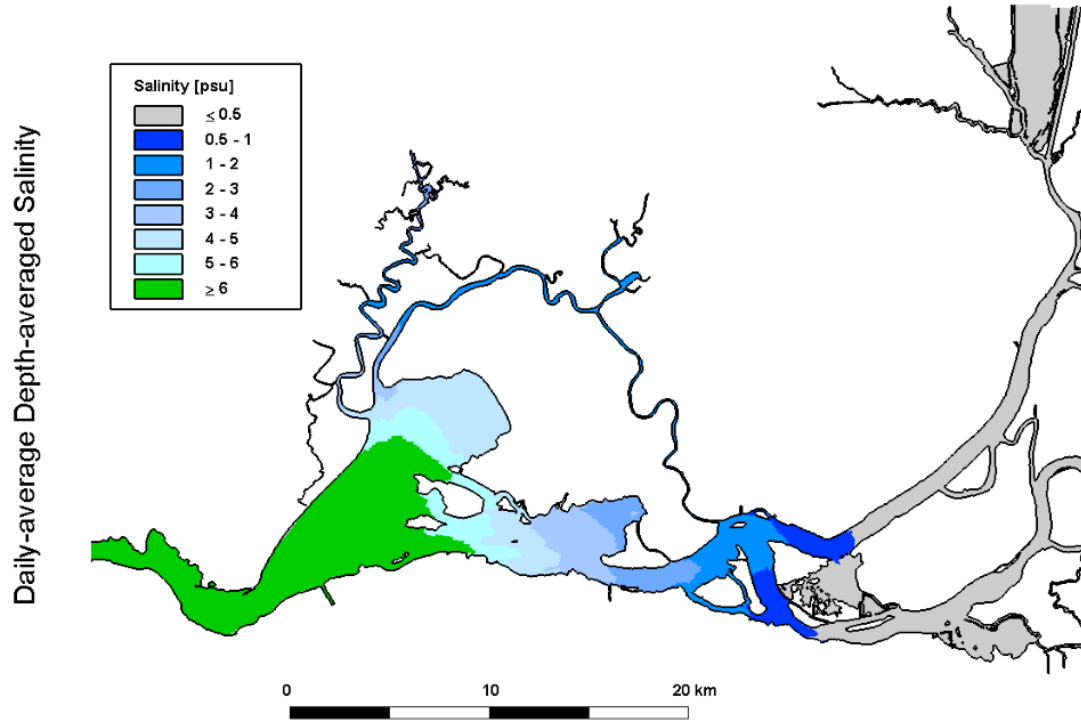 Daily-average Depth-averaged Salinity
Salinity [psu]
≤ 0.5
0.5 - 1
1 - 2
2 - 3
3 - 4
4 - 5
5 - 6
≥ 6
0 10 20 km